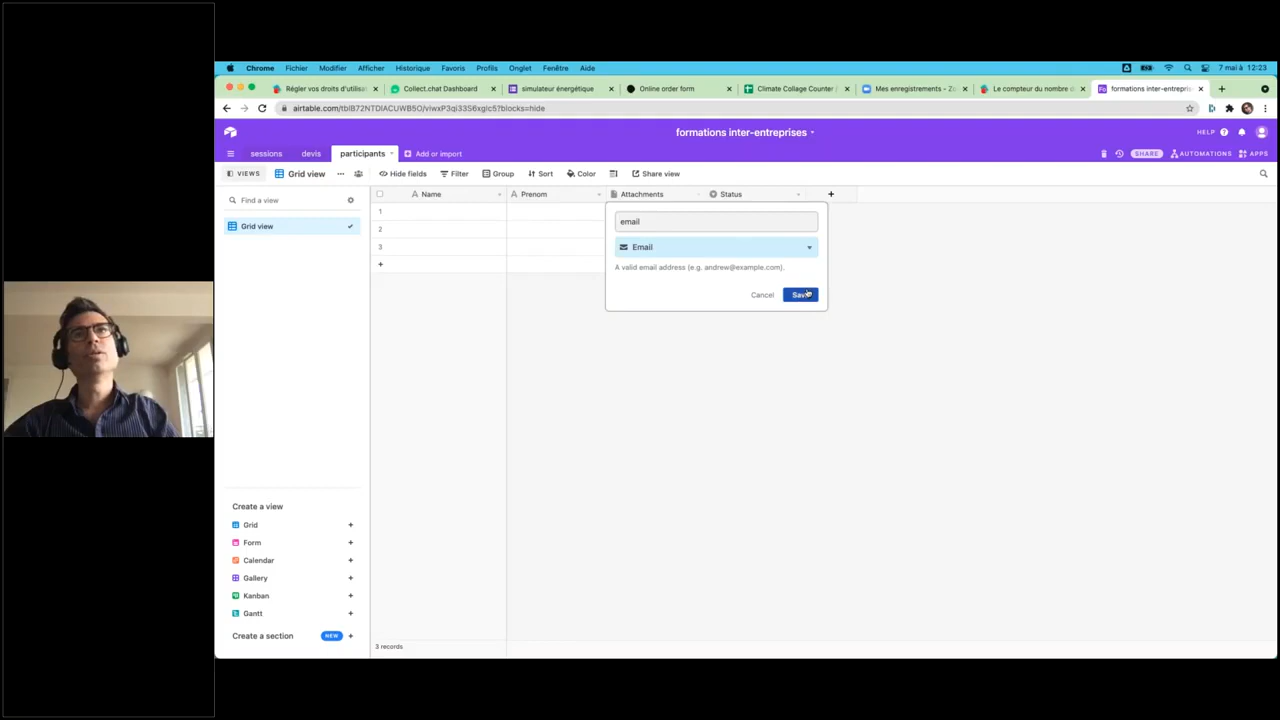 Chrome Fichier Modifier Afficher Historique Favoris Profils Onglet Fenêtre Aide 7 mai à 12:23
Régler vos droits d'utilis Collect.chat Dashboard simulateur énergétique Online order form Climate Collage Counter Mes enregistrements - Le compteur du nombre d formations inter-entrepris
airtable.com/tblB72NTDIACUWB5O/viwxP3qi33S6xglc5?blocks=hide
formations inter-entreprises
HELP
sessions devis participants Add or import SHARE AUTOMATIONS APPS
VIEWS Grid view Hide fields Filter Group Sort Color Share view
Find a view
Name Prenom Attachments Status
Grid view
1
2
3
email
Email
A valid email address (e.g. andrew@example.com).
Cancel
Create a view
Grid
Form
Calendar
Gallery
Kanban
Gantt
Create a section NEW
3 records